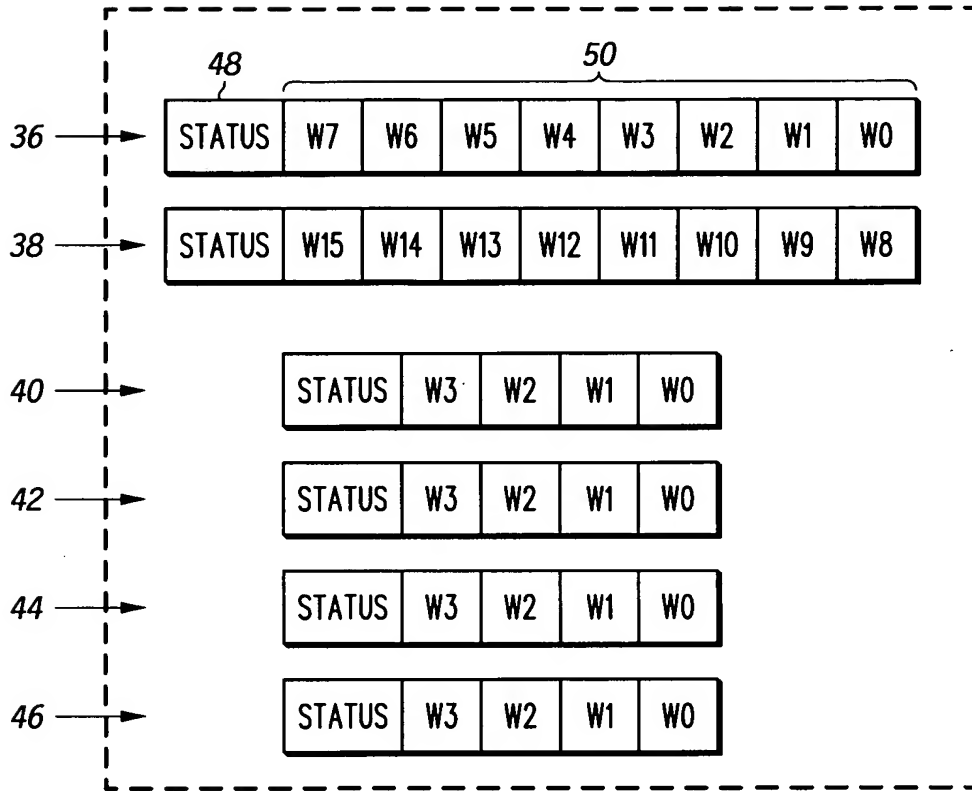 48 50
36 STATUS W7 W6 W5 W4 W3 W2 W1 W0
38 STATUS W15 W14 W13 W12 W11 W10 W9 W8
40 STATUS W3 W2 W1 W0
42 STATUS W3 W2 W1 W0
44 STATUS W3 W2 W1 W0
46 STATUS W3 W2 W1 W0